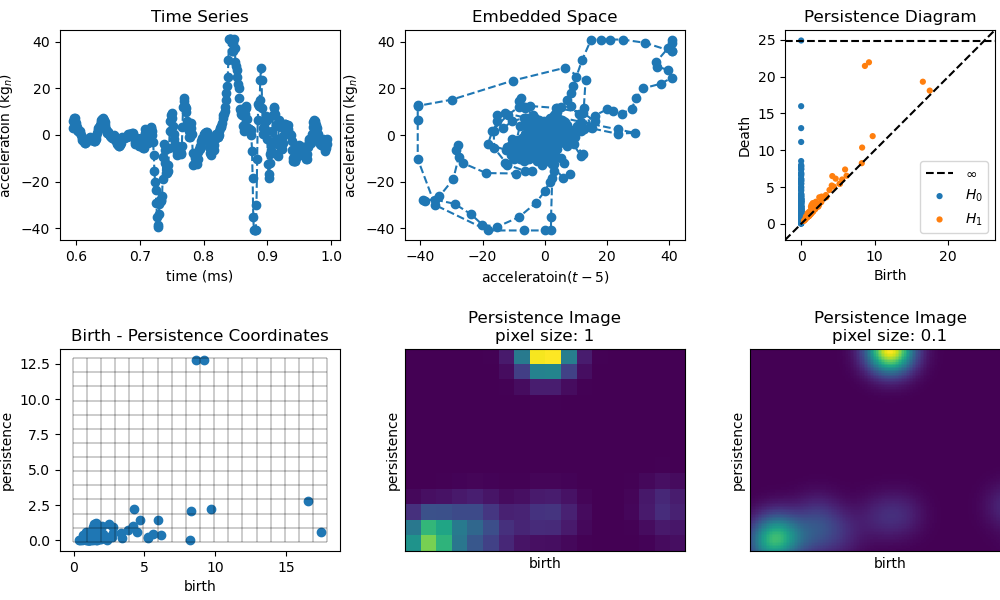 Time Series
Embedded Space
Persistence Diagram
40
20
0
−20
−40
acceleratoin (kgₙ)
0.6
0.7
0.8
0.9
1.0
time (ms)
40
20
0
−20
−40
acceleratoin (kgₙ)
−40
−20
0
20
40
acceleratoin(t − 5)
25
20
15
10
5
0
Death
∞
H₀
H₁
0
10
20
Birth
Birth - Persistence Coordinates
Persistence Image
pixel size: 1
Persistence Image
pixel size: 0.1
12.5
10.0
7.5
5.0
2.5
0.0
persistence
0
5
10
15
birth
persistence
birth
persistence
birth